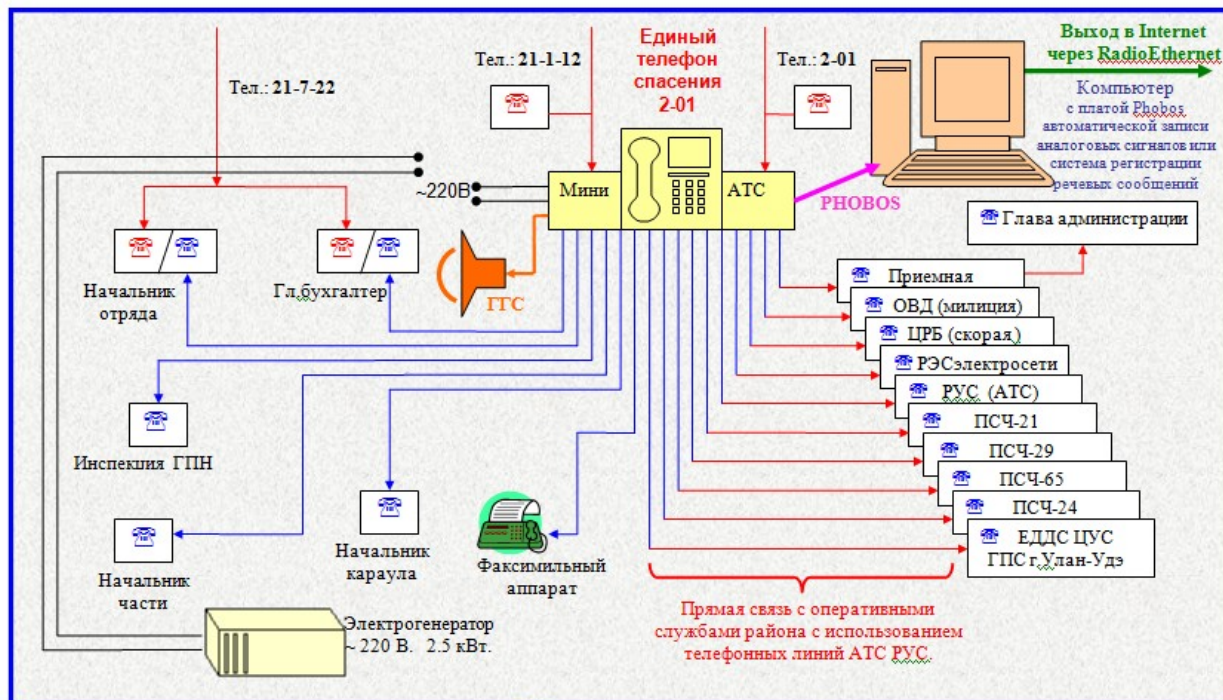 Тел.: 21-7-22
Тел.: 21-1-12
Единый
телефон
спасения
2-01
Тел.: 2-01
Выход в Internet
через RadioEthernet
Компьютер
с платой Phobos
автоматической записи
аналоговых сигналов или
система регистрации
речевых сообщений
~220В
Мини
АТС
PHOBOS
ГГС
Начальник
отряда
Гл,бухгалтер
Глава администрации
Приемная
ОВД (милиция)
ЦРБ (скорая )
РЭСэлектросети
РУС (АТС)
ПСЧ-21
ПСЧ-29
ПСЧ-65
ПСЧ-24
ЕДДС ЦУС
ГПС г,Улан-Удэ
Инспекция ГПН
Начальник
части
Начальник
караула
Факсимильный
аппарат
Электрогенератор
~ 220 В. 2.5 кВт.
Прямая связь с оперативными
службами района с использованием
телефонных линий АТС РУС.